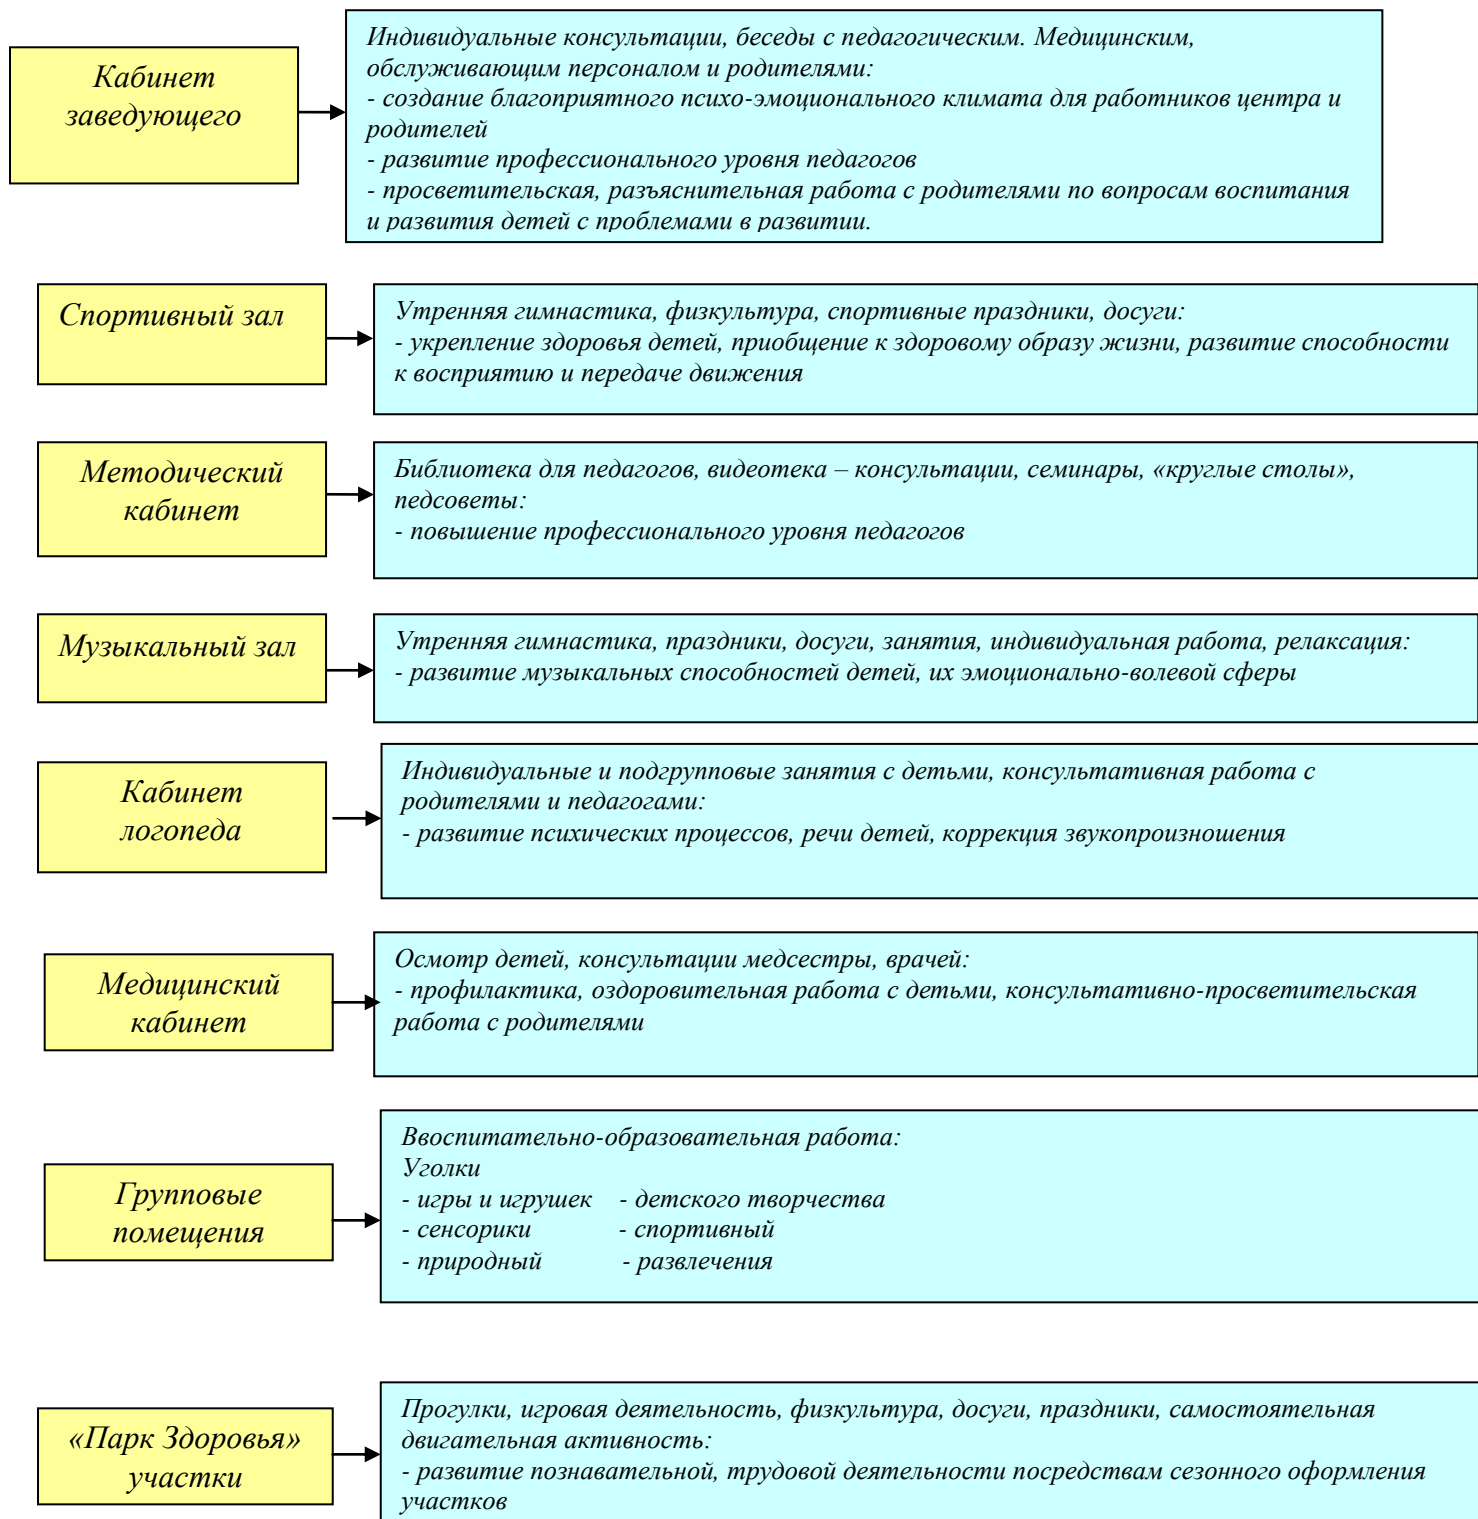 Кабинет
заведующего
Индивидуальные консультации, беседы с педагогическим. Медицинским,
обслуживающим персоналом и родителями:
- создание благоприятного психо-эмоционального климата для работников центра и
родителей
- развитие профессионального уровня педагогов
- просветительская, разъяснительная работа с родителями по вопросам воспитания
и развития детей с проблемами в развитии.
Спортивный зал
Утренняя гимнастика, физкультура, спортивные праздники, досуги:
- укрепление здоровья детей, приобщение к здоровому образу жизни, развитие способности
к восприятию и передаче движения
Методический
кабинет
Библиотека для педагогов, видеотека – консультации, семинары, «круглые столы»,
педсоветы:
- повышение профессионального уровня педагогов
Музыкальный зал
Утренняя гимнастика, праздники, досуги, занятия, индивидуальная работа, релаксация:
- развитие музыкальных способностей детей, их эмоционально-волевой сферы
Кабинет
логопеда
Индивидуальные и подгрупповые занятия с детьми, консультативная работа с
родителями и педагогами:
- развитие психических процессов, речи детей, коррекция звукопроизношения
Медицинский
кабинет
Осмотр детей, консультации медсестры, врачей:
- профилактика, оздоровительная работа с детьми, консультативно-просветительская
работа с родителями
Групповые
помещения
Ввоспитательно-образовательная работа:
Уголки
- игры и игрушек - детского творчества
- сенсорики - спортивный
- природный - развлечения
«Парк Здоровья»
участки
Прогулки, игровая деятельность, физкультура, досуги, праздники, самостоятельная
двигательная активность:
- развитие познавательной, трудовой деятельности посредствам сезонного оформления
участков